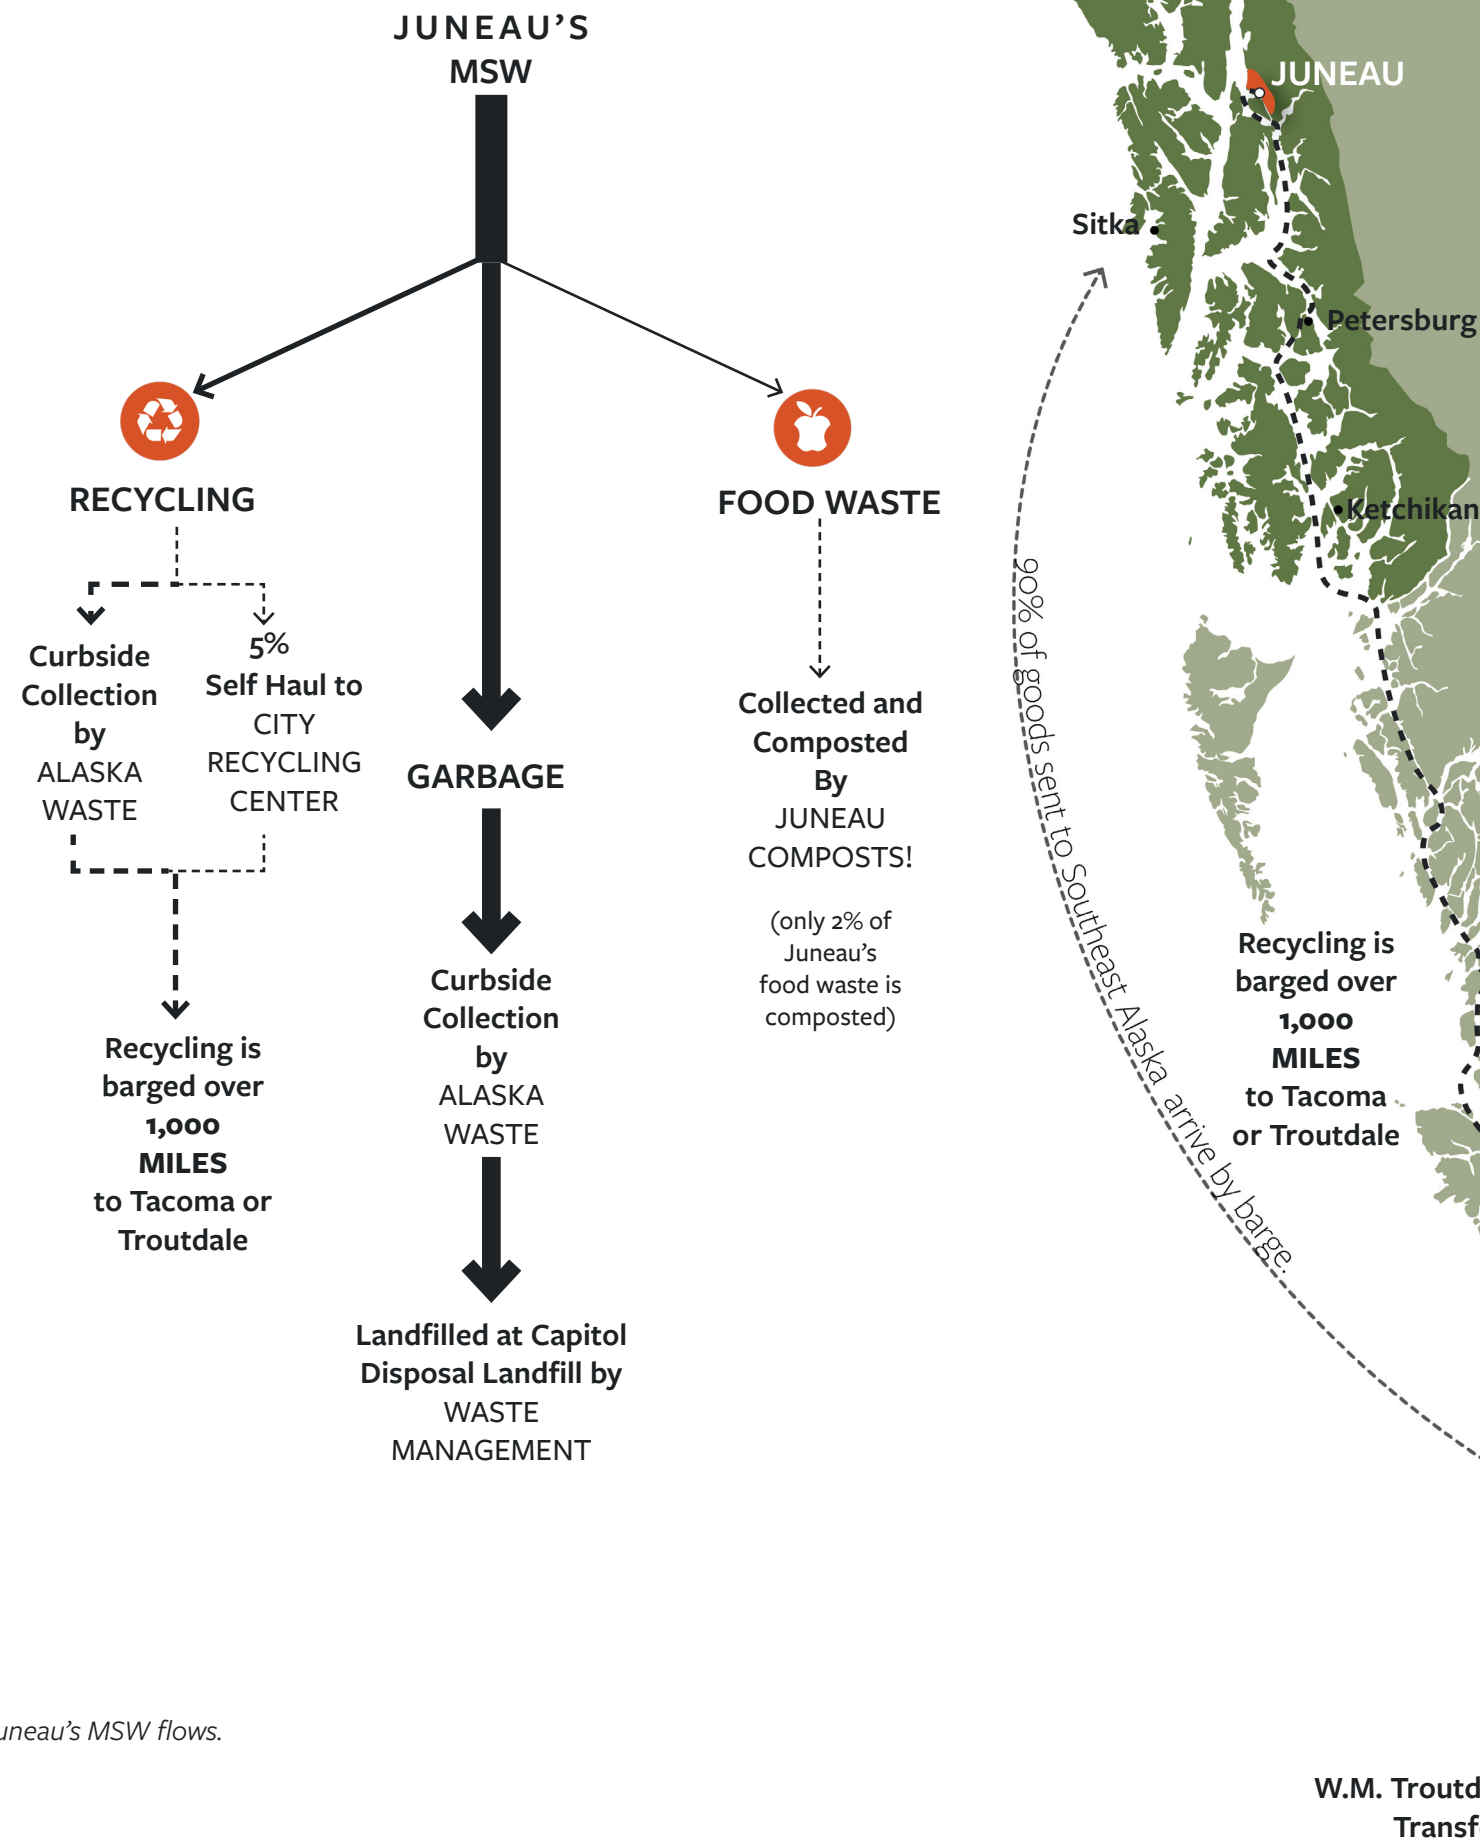 JUNEAU'S
MSW
RECYCLING
Curbside
Collection
by
ALASKA
WASTE
5%
Self Haul to
CITY
RECYCLING
CENTER
Recycling is
barged over
1,000
MILES
to Tacoma or
Troutdale
GARBAGE
Curbside
Collection
by
ALASKA
WASTE
Landfilled at Capitol
Disposal Landfill by
WASTE
MANAGEMENT
FOOD WASTE
Collected and
Composted
By
JUNEAU
COMPOSTS!
(only 2% of
Juneau's
food waste is
composted)
JUNEAU
Sitka
Petersburg
Ketchikan
90% of goods sent to Southeast Alaska arrive by barge.
Recycling is
barged over
1,000
MILES
to Tacoma
or Troutdale
uneau's MSW flows.
W.M. Troutd
Transf